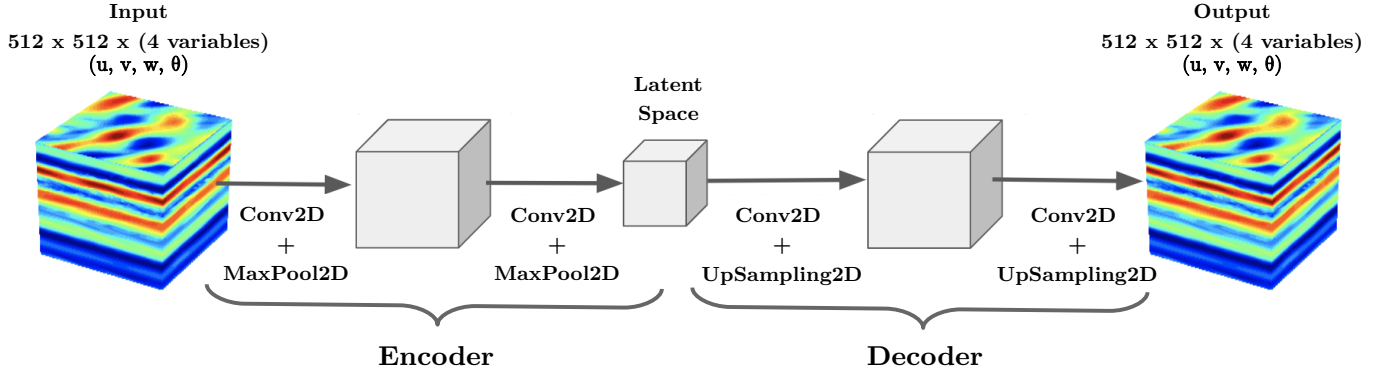 Input
512 x 512 x (4 variables)
(u, v, w, θ)
Output
512 x 512 x (4 variables)
(u, v, w, θ)
Latent
Space
Conv2D
+
MaxPool2D
Conv2D
+
MaxPool2D
Conv2D
+
UpSampling2D
Conv2D
+
UpSampling2D
Encoder
Decoder